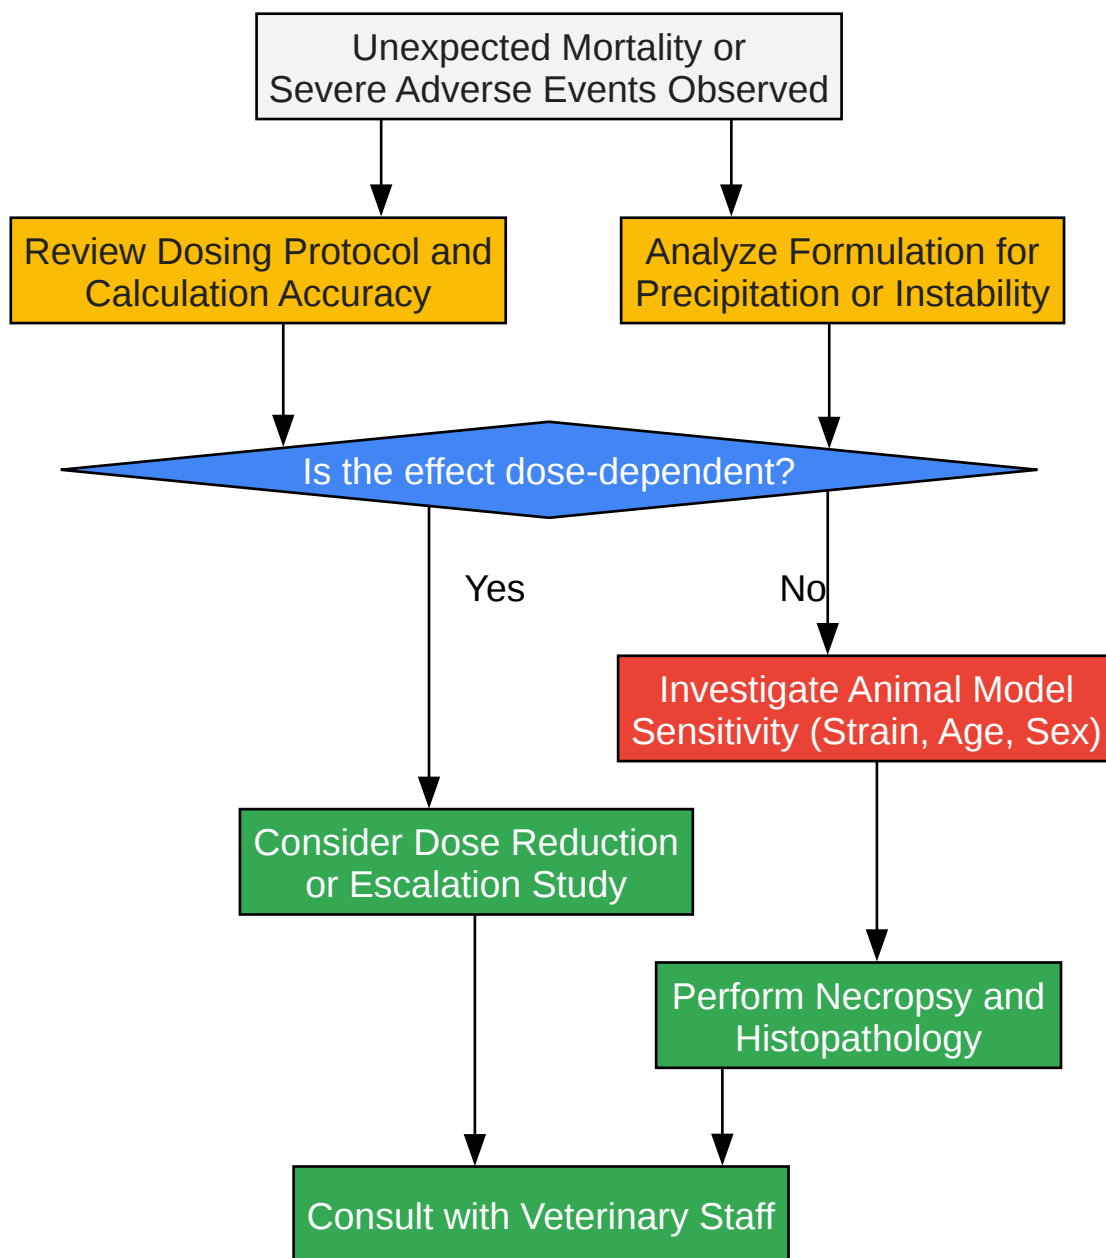 Unexpected Mortality or
Severe Adverse Events Observed
Review Dosing Protocol and
Calculation Accuracy
Analyze Formulation for
Precipitation or Instability
Is the effect dose-dependent?
Yes
No
Investigate Animal Model
Sensitivity (Strain, Age, Sex)
Consider Dose Reduction
or Escalation Study
Perform Necropsy and
Histopathology
Consult with Veterinary Staff